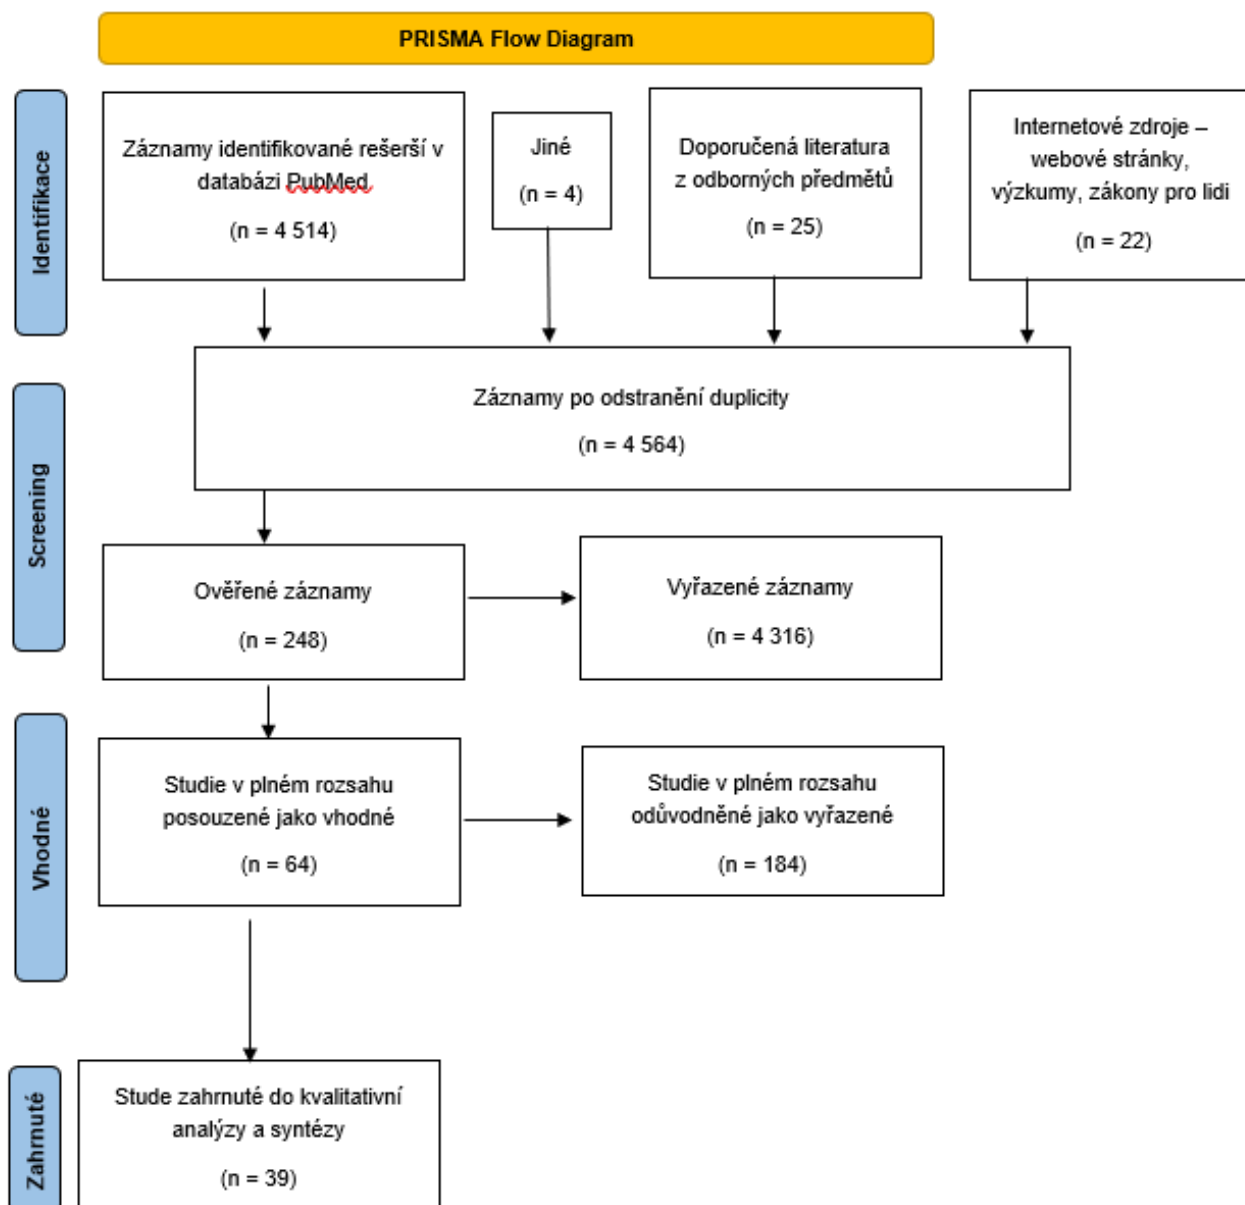 PRISMA Flow Diagram
Identifikace
Záznamy identifikované rešerší v
databázi PubMed
(n = 4 514)
Jiné
(n = 4)
Doporučená literatura
z odborných předmětů
(n = 25)
Internetové zdroje –
webové stránky,
výzkumy, zákony pro lidi
(n = 22)
Screening
Záznamy po odstranění duplicity
(n = 4 564)
Ověřené záznamy
(n = 248)
Vyřazené záznamy
(n = 4 316)
Vhodné
Studie v plném rozsahu
posouzené jako vhodné
(n = 64)
Studie v plném rozsahu
odůvodněné jako vyřazené
(n = 184)
Zahrnuté
Stude zahrnuté do kvalitativní
analýzy a syntézy
(n = 39)